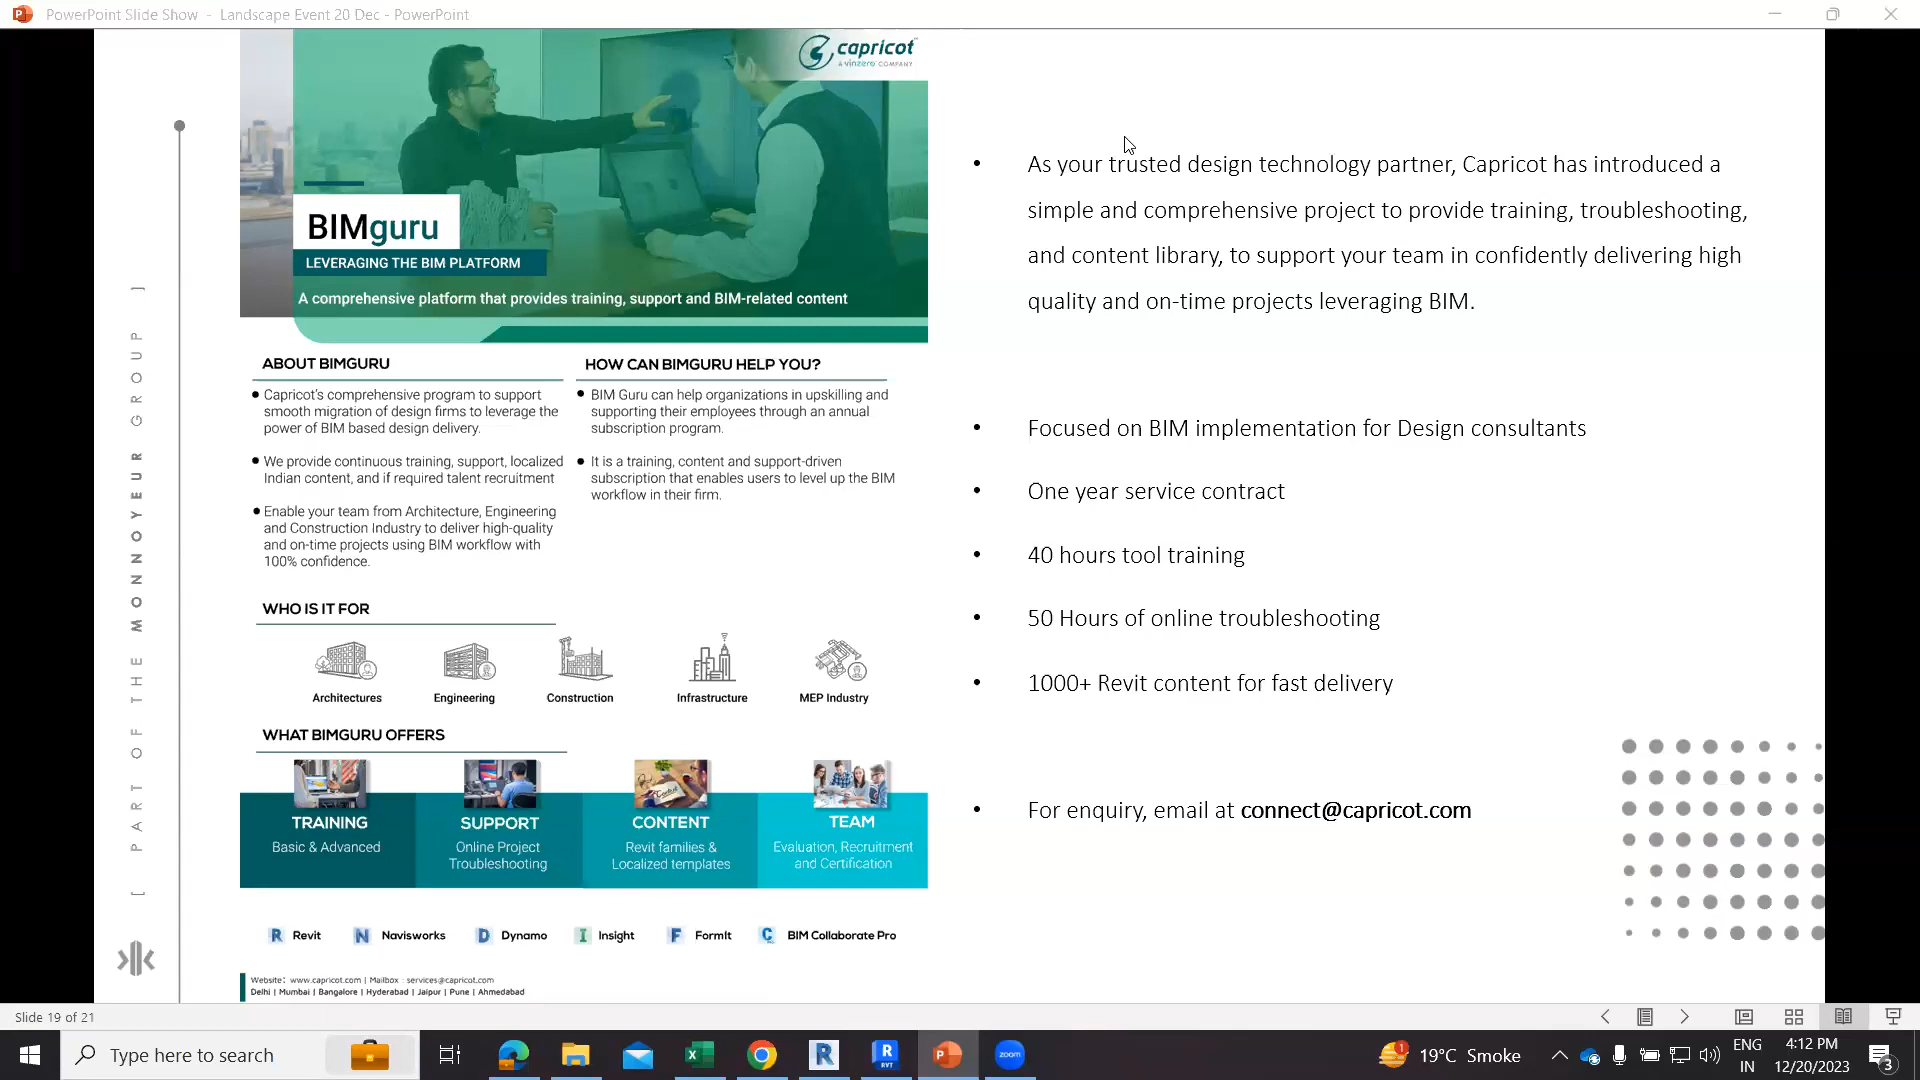 PowerPoint Slide Show - Landscape Event 20 Dec - PowerPoint
capricot
A vinzero COMPANY
BIMguru
LEVERAGING THE BIM PLATFORM
A comprehensive platform that provides training, support and BIM-related content
[ PART OF THE MONNOYEUR GROUP ]
ABOUT BIMGURU
• Capricot's comprehensive program to support
smooth migration of design firms to leverage the
power of BIM based design delivery.
• We provide continuous training, support, localized
Indian content, and if required talent recruitment
• Enable your team from Architecture, Engineering
and Construction Industry to deliver high-quality
and on-time projects using BIM workflow with
100% confidence.
HOW CAN BIMGURU HELP YOU?
• BIM Guru can help organizations in upskilling and
supporting their employees through an annual
subscription program.
• It is a training, content and support-driven
subscription that enables users to level up the BIM
workflow in their firm.
WHO IS IT FOR
Architectures Engineering Construction Infrastructure MEP Industry
WHAT BIMGURU OFFERS
TRAINING
Basic & Advanced
SUPPORT
Online Project
Troubleshooting
CONTENT
Revit families &
Localized templates
TEAM
Evaluation, Recruitment
and Certification
R Revit N Navisworks D Dynamo I Insight F FormIt C BIM Collaborate Pro
Website: www.capricot.com | Mailbox : services@capricot.com
Delhi | Mumbai | Bangalore | Hyderabad | Jaipur | Pune | Ahmedabad
• As your trusted design technology partner, Capricot has introduced a
simple and comprehensive project to provide training, troubleshooting,
and content library, to support your team in confidently delivering high
quality and on-time projects leveraging BIM.
• Focused on BIM implementation for Design consultants
• One year service contract
• 40 hours tool training
• 50 Hours of online troubleshooting
• 1000+ Revit content for fast delivery
• For enquiry, email at connect@capricot.com
Slide 19 of 21
Type here to search
R
R
RVT
zoom
1
19°C Smoke
ENG
IN
4:12 PM
12/20/2023
3